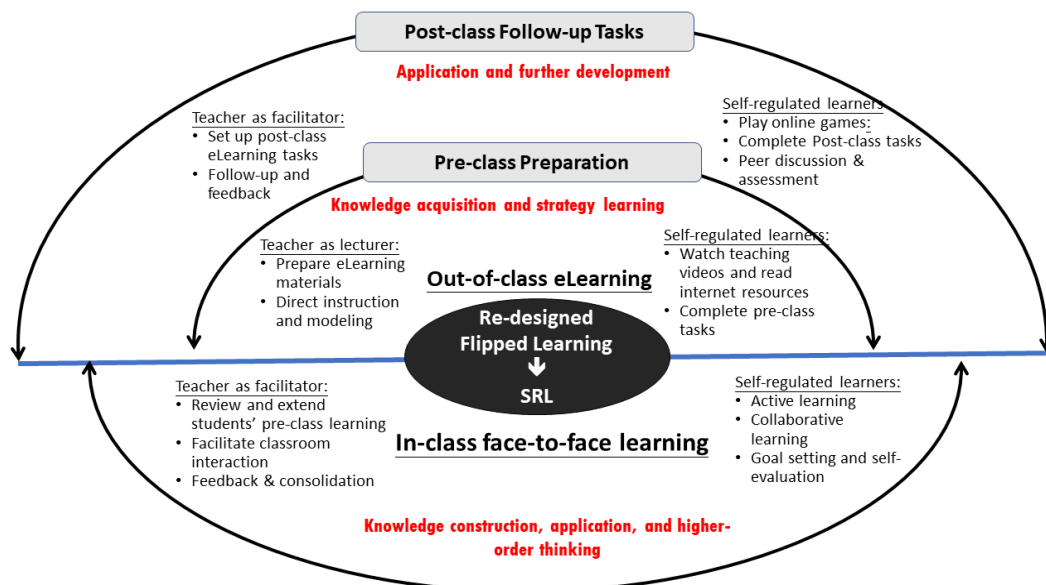 Post-class Follow-up Tasks
Application and further development
Teacher as facilitator:
• Set up post-class
eLearning tasks
• Follow-up and
feedback
Self-regulated learners
• Play online games:
• Complete Post-class tasks
• Peer discussion &
assessment
Pre-class Preparation
Knowledge acquisition and strategy learning
Teacher as lecturer:
• Prepare eLearning
materials
• Direct instruction
and modeling
Self-regulated learners:
• Watch teaching
videos and read
internet resources
• Complete pre-class
tasks
Out-of-class eLearning
Re-designed
Flipped Learning
SRL
Teacher as facilitator:
• Review and extend
students’ pre-class learning
• Facilitate classroom
interaction
• Feedback & consolidation
In-class face-to-face learning
Self-regulated learners:
• Active learning
• Collaborative
learning
• Goal setting and self-
evaluation
Knowledge construction, application, and higher-
order thinking